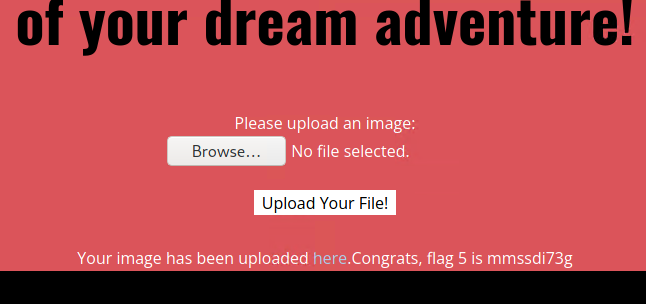 of your dream adventure!
Please upload an image:
Browse... No file selected.
Upload Your File!
Your image has been uploaded here.Congrats, flag 5 is mmssdi73g